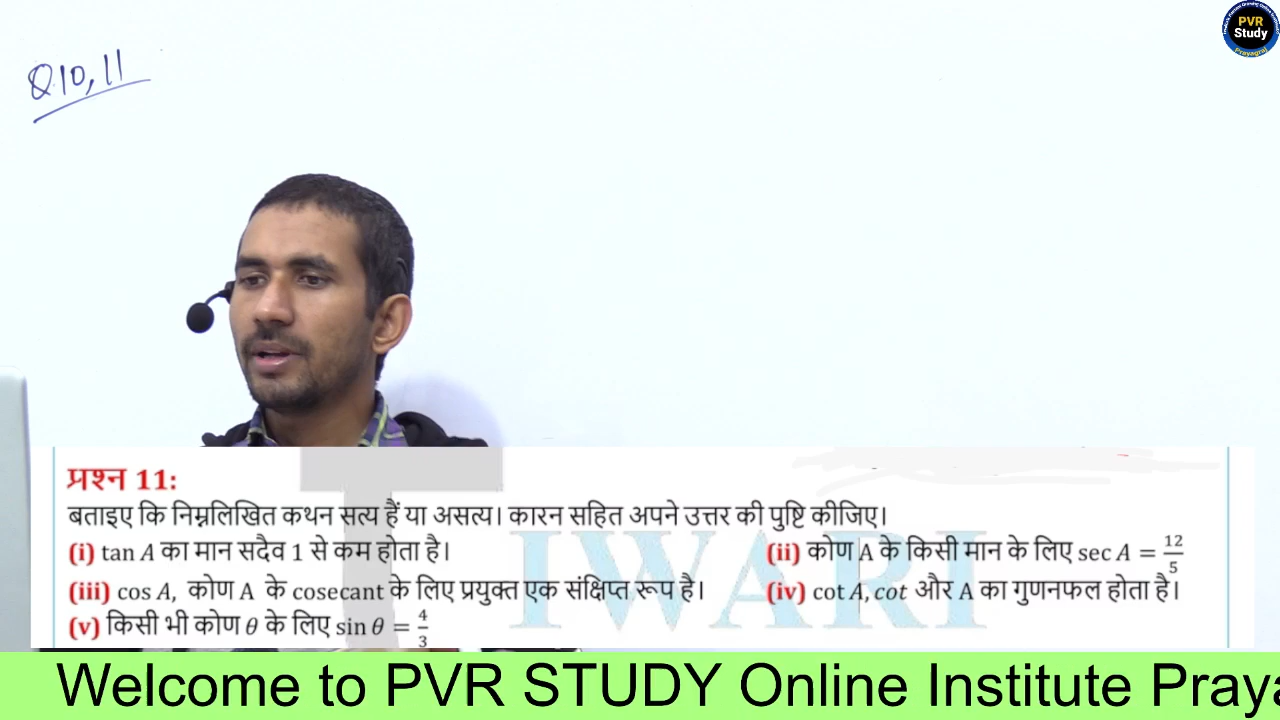 PVR
Study
Prayagraj
Q10, 11
प्रश्न 11:
बताइए कि निम्नलिखित कथन सत्य हैं या असत्य। कारन सहित अपने उत्तर की पुष्टि कीजिए।
(i) tan A का मान सदैव 1 से कम होता है। (ii) कोण A के किसी मान के लिए sec A = 12/5
(iii) cos A, कोण A के cosecant के लिए प्रयुक्त एक संक्षिप्त रूप है। (iv) cot A, cot और A का गुणनफल होता है।
(v) किसी भी कोण θ के लिए sin θ = 4/3
IWARI
Welcome to PVR STUDY Online Institute Praya